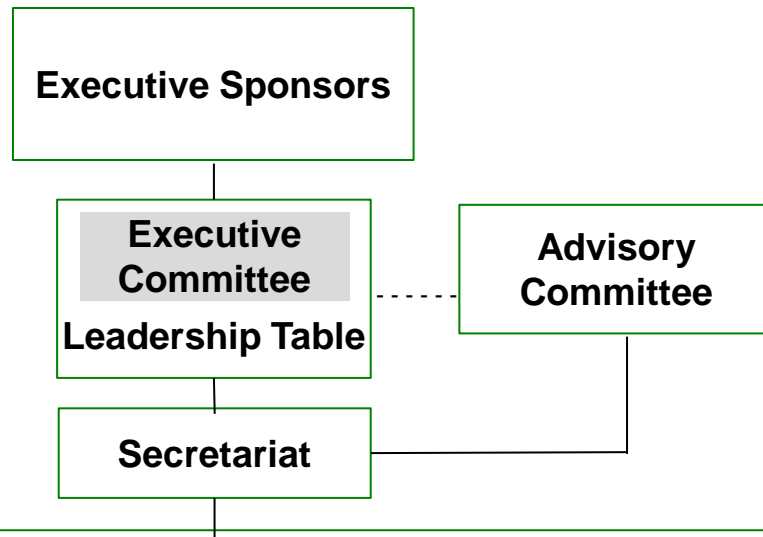 Executive Sponsors
Executive
Committee
Leadership Table
Advisory
Committee
Secretariat